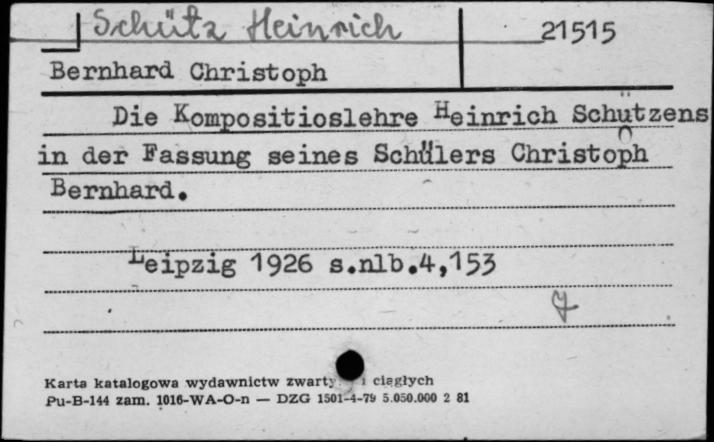 Schütz Heinrich 21515
Bernhard Christoph
Die Kompositioslehre Heinrich Schützens
in der Fassung seines Schülers Christoph
Bernhard.
Leipzig 1926 s.nlb.4,153
Karta katalogowa wydawnictw zwarty i ciągłych
Pu-B-144 zam. 1016-WA-O-n — DZG 1501-4-79 5.050.000 2 81